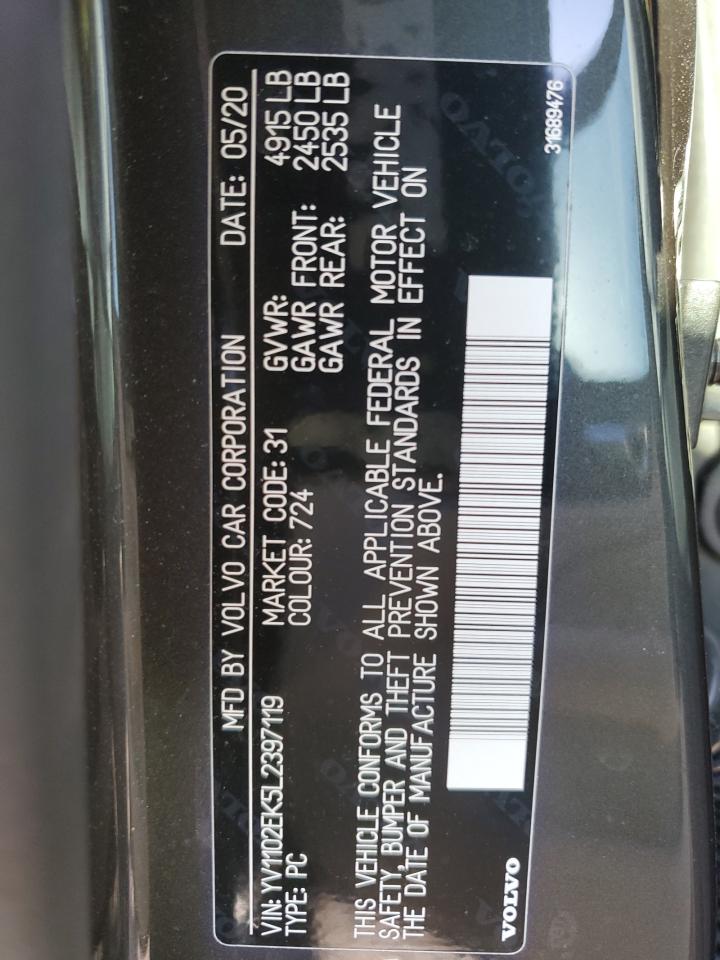 MFD BY VOLVO CAR CORPORATION DATE: 05/20
VIN: YV1102EK5L2397119 MARKET CODE: 31 GVWR: 4915 LB
TYPE: PC COLOUR: 724 GAWR FRONT: 2450 LB
GAWR REAR: 2535 LB
THIS VEHICLE CONFORMS TO ALL APPLICABLE FEDERAL MOTOR VEHICLE
SAFETY, BUMPER AND THEFT PREVENTION STANDARDS IN EFFECT ON
THE DATE OF MANUFACTURE SHOWN ABOVE.
VOLVO 31689476